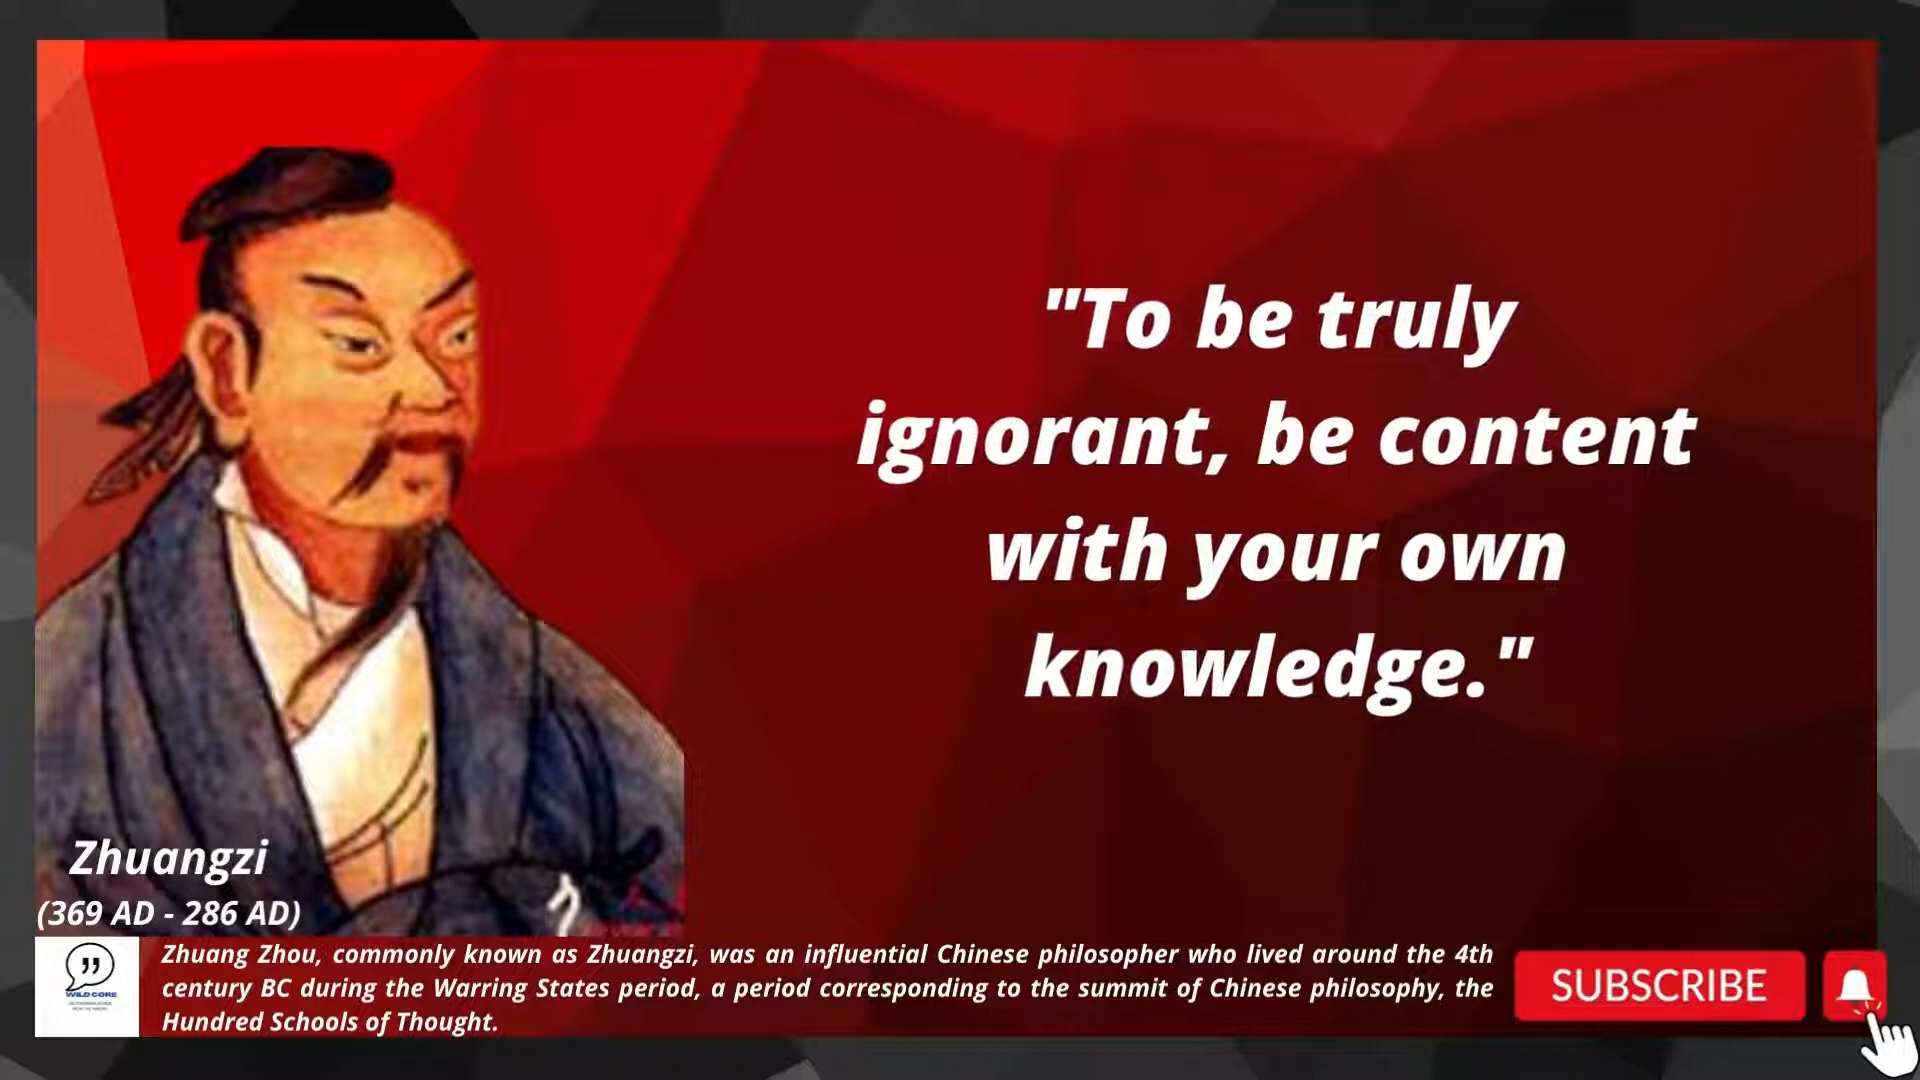 "To be truly
ignorant, be content
with your own
knowledge."
Zhuangzi
(369 AD - 286 AD)
WILD CORE
Zhuang Zhou, commonly known as Zhuangzi, was an influential Chinese philosopher who lived around the 4th
century BC during the Warring States period, a period corresponding to the summit of Chinese philosophy, the
Hundred Schools of Thought.
SUBSCRIBE